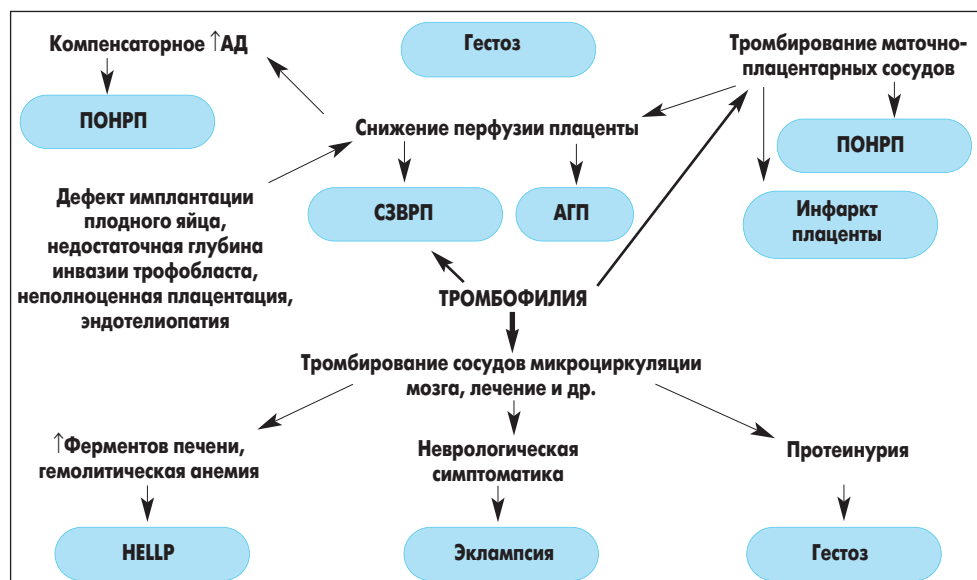 Компенсаторное ↑АД
Гестоз
Тромбирование маточно-
плацентарных сосудов
ПОНРП
Снижение перфузии плаценты
ПОНРП
Дефект имплантации
плодного яйца,
недостаточная глубина
инвазии трофобласта,
неполноценная плацентация,
эндотелиопатия
СЗВРП
АГП
Инфаркт
плаценты
ТРОМБОФИЛИЯ
Тромбирование сосудов микроциркуляции
мозга, лечение и др.
↑Ферментов печени,
гемолитическая анемия
Неврологическая
симптоматика
Протеинурия
HELLP
Эклампсия
Гестоз